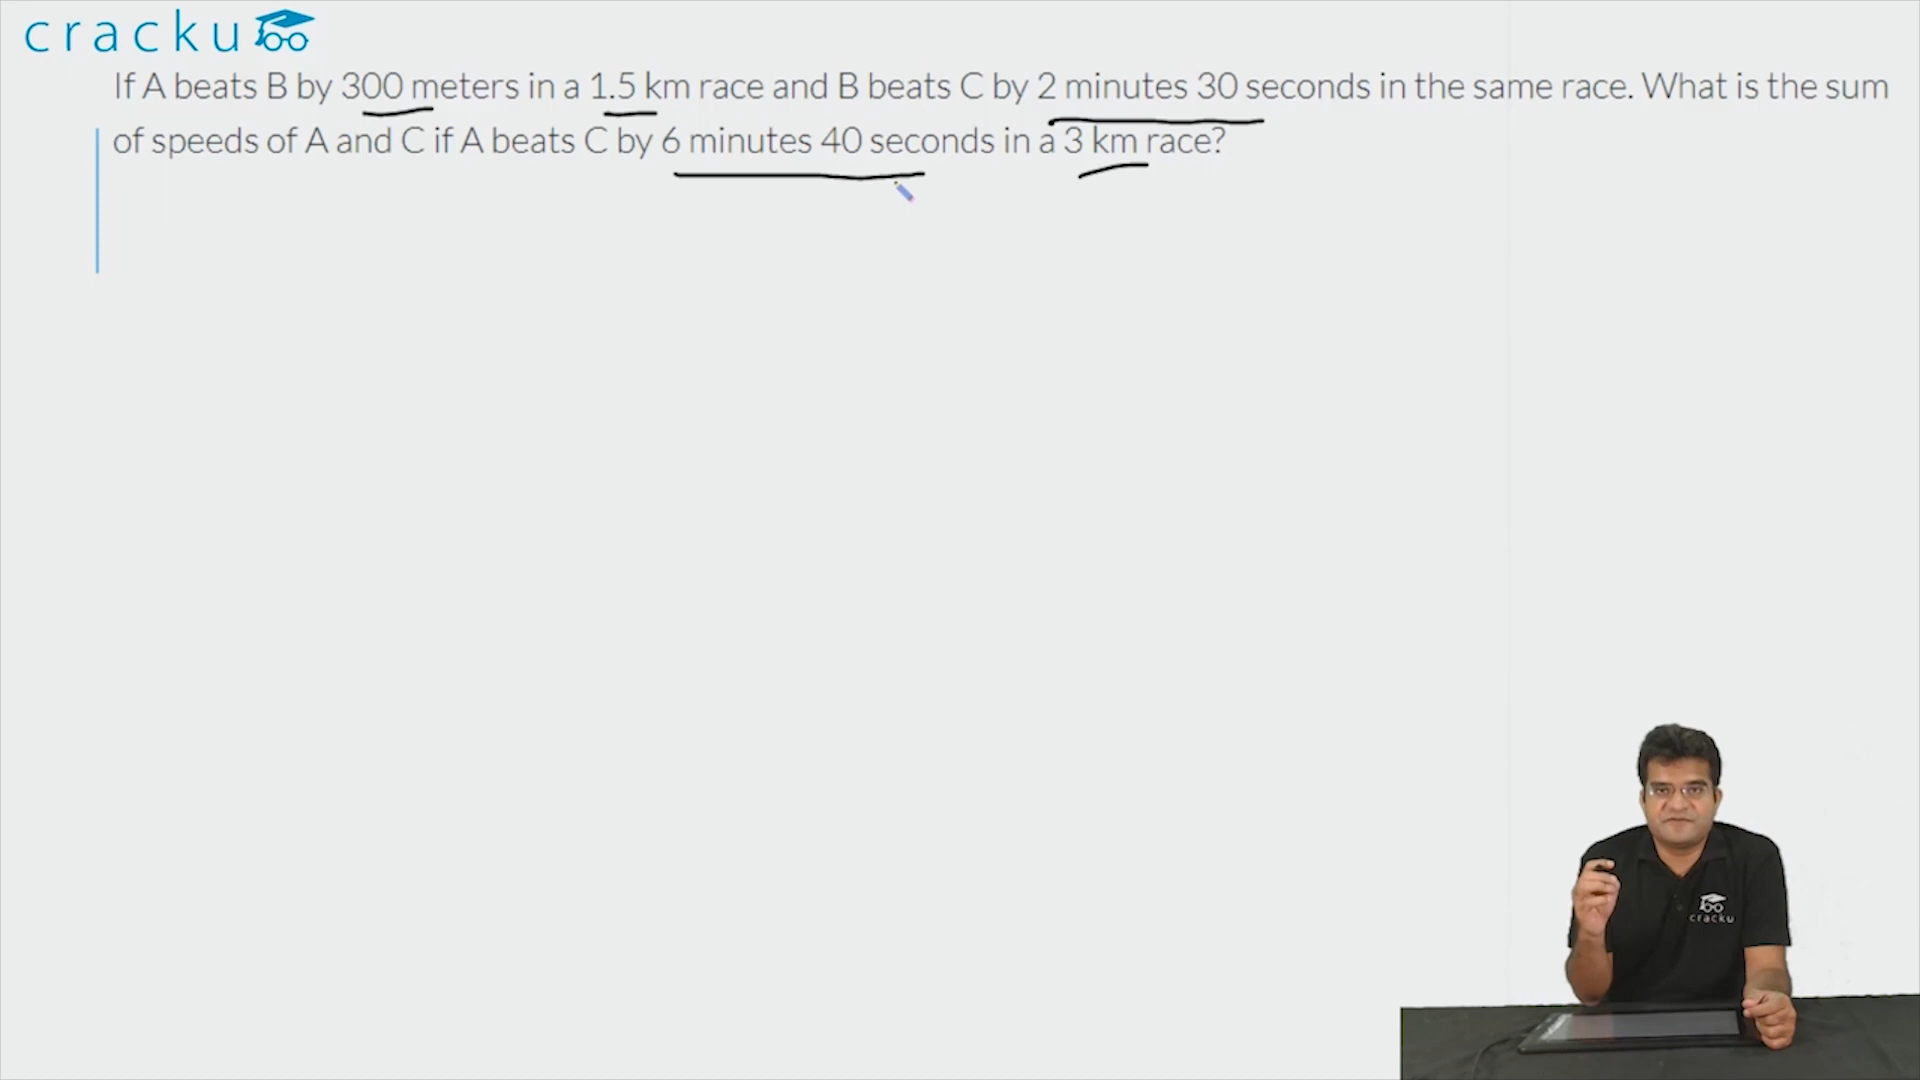 cracku
If A beats B by 300 meters in a 1.5 km race and B beats C by 2 minutes 30 seconds in the same race. What is the sum
of speeds of A and C if A beats C by 6 minutes 40 seconds in a 3 km race?
cracku